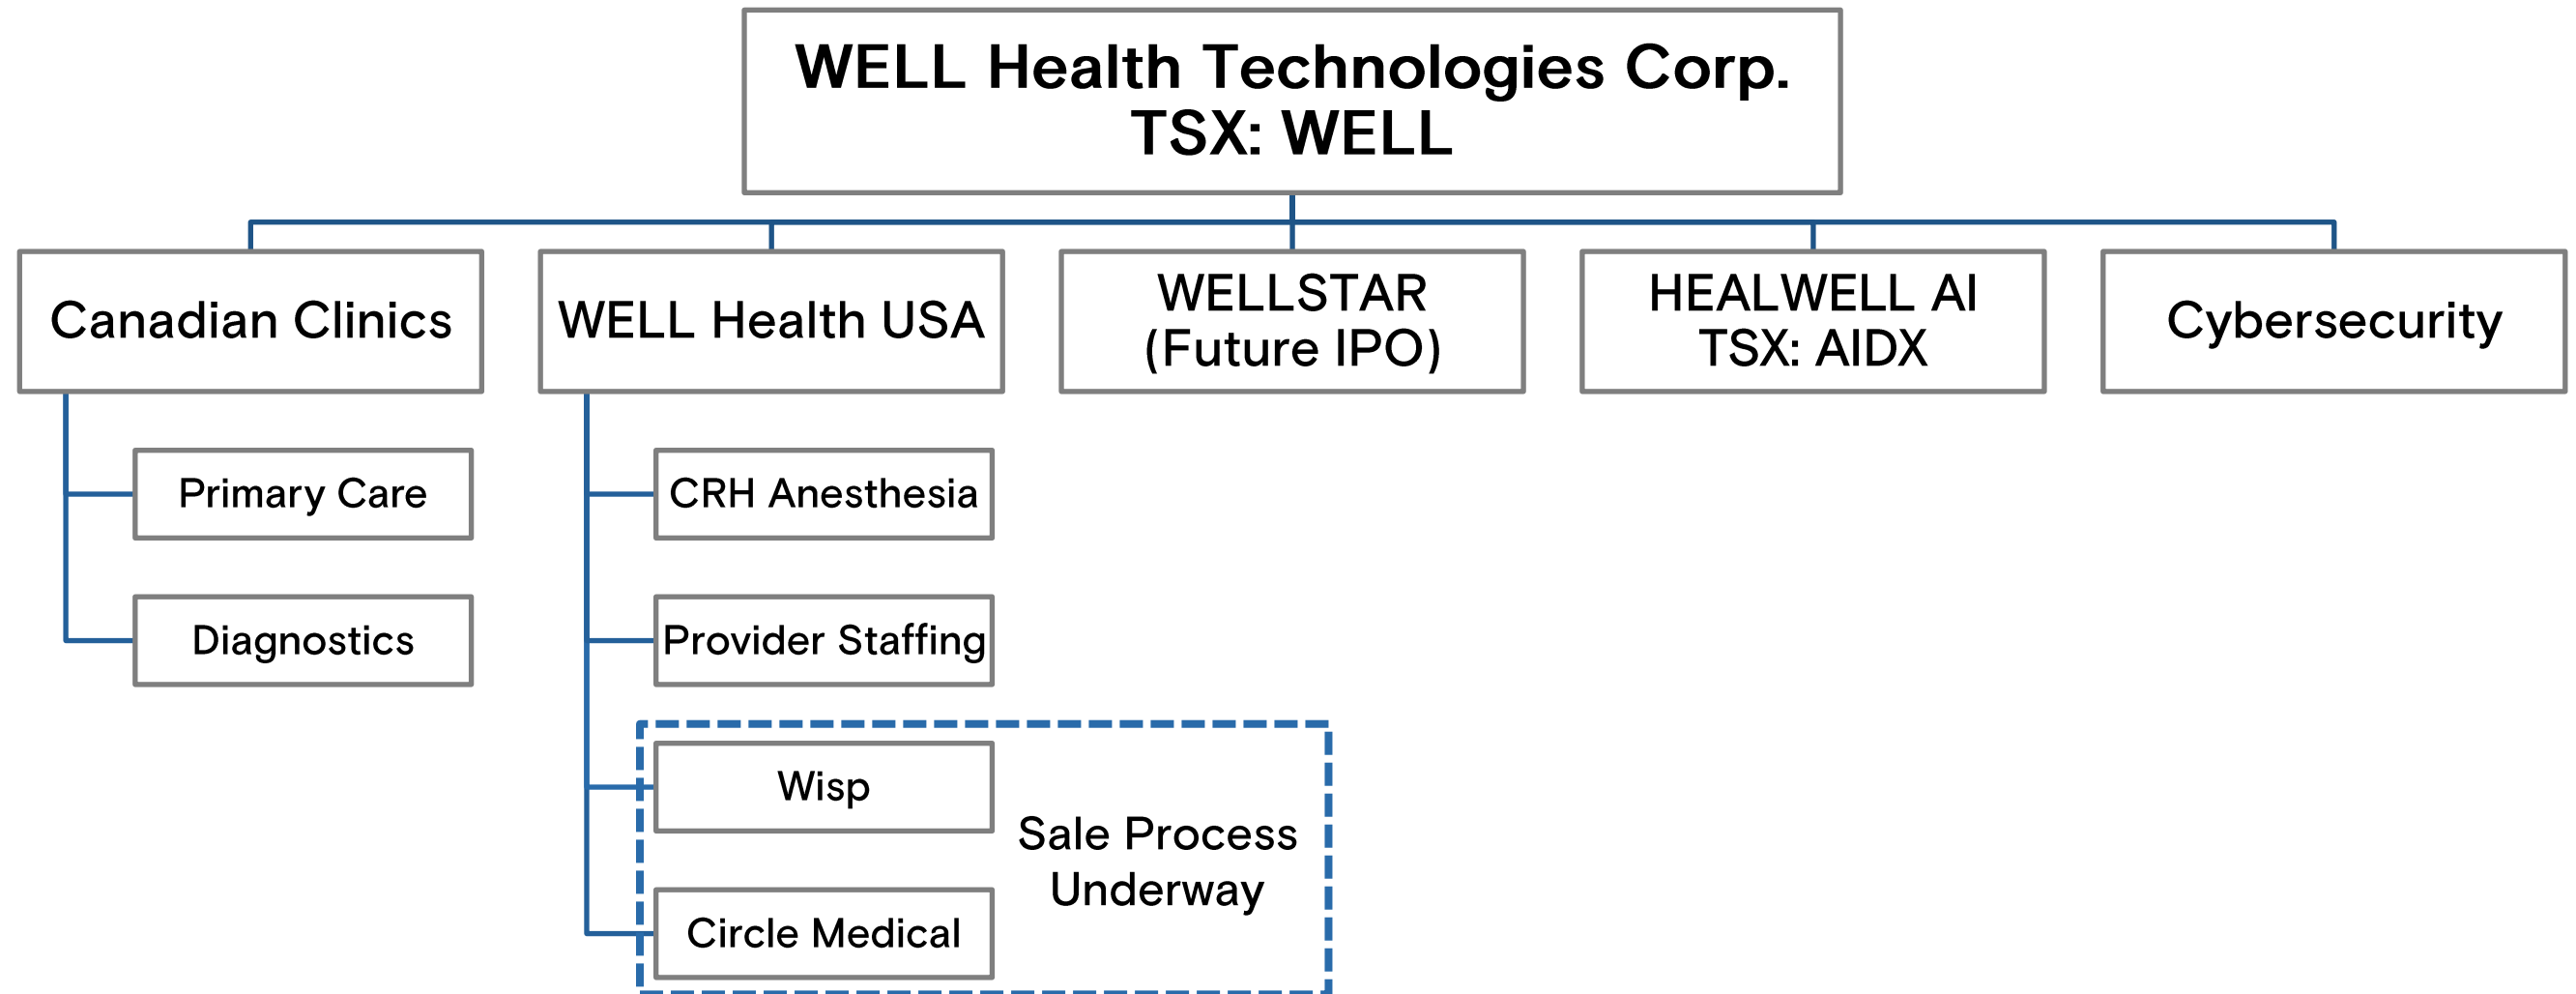 WELL Health Technologies Corp.
TSX: WELL
Canadian Clinics
WELL Health USA
WELLSTAR
(Future IPO)
HEALWELL AI
TSX: AIDX
Cybersecurity
Primary Care
Diagnostics
CRH Anesthesia
Provider Staffing
Wisp
Circle Medical
Sale Process
Underway